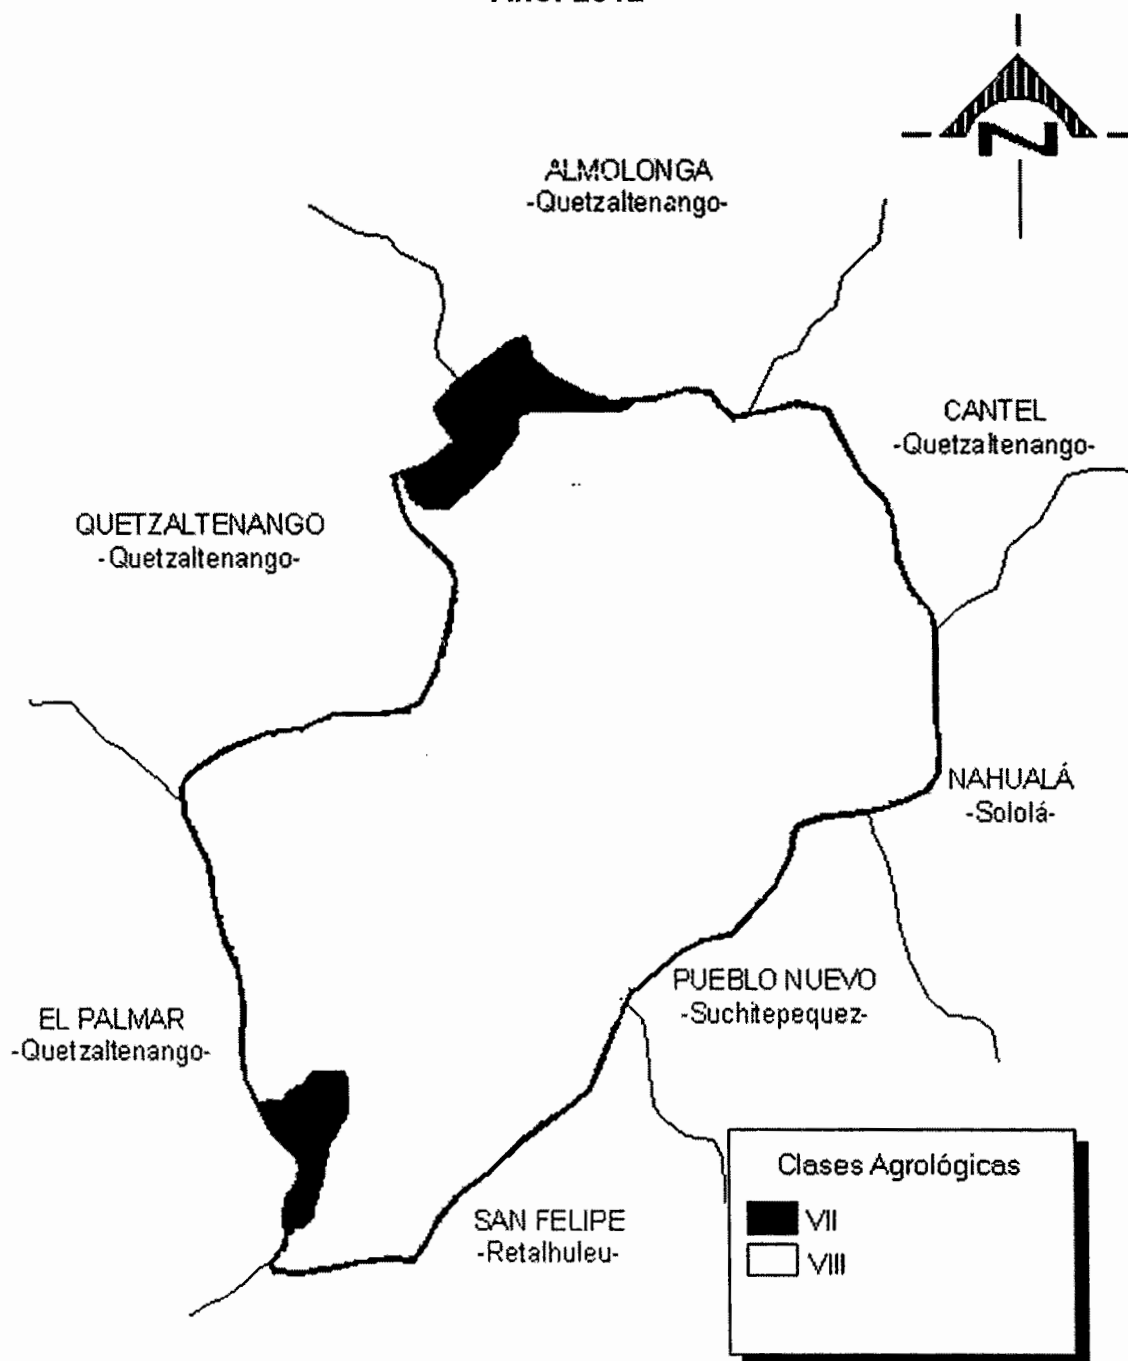 N
ALMOLONGA
-Quetzaltenango-
CANTEL
-Quetzaltenango-
QUETZALTENANGO
-Quetzaltenango-
NAHUALÁ
-Sololá-
PUEBLO NUEVO
-Suchitepequez-
EL PALMAR
-Quetzaltenango-
SAN FELIPE
-Retalhuleu-
Clases Agrológicas
VII
VIII